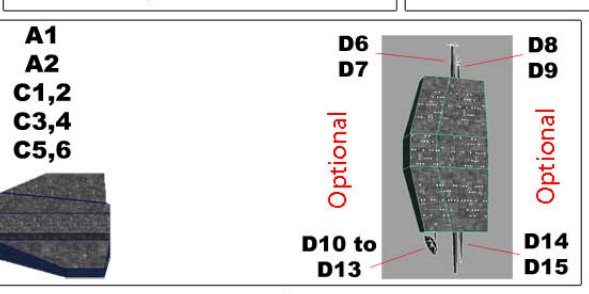 A1
A2
C1,2
C3,4
C5,6
D6
D7
D8
D9
Optional
Optional
D10 to
D13
D14
D15